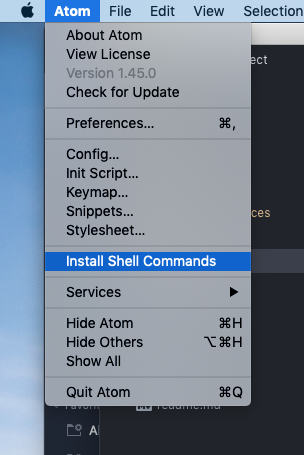 Atom File Edit View Selection
About Atom
View License
Version 1.45.0
Check for Update
Preferences... ⌘,
Config...
Init Script...
Keymap...
Snippets...
Stylesheet...
Install Shell Commands
Services ▶
Hide Atom ⌘H
Hide Others ⌥⌘H
Show All
Quit Atom ⌘Q